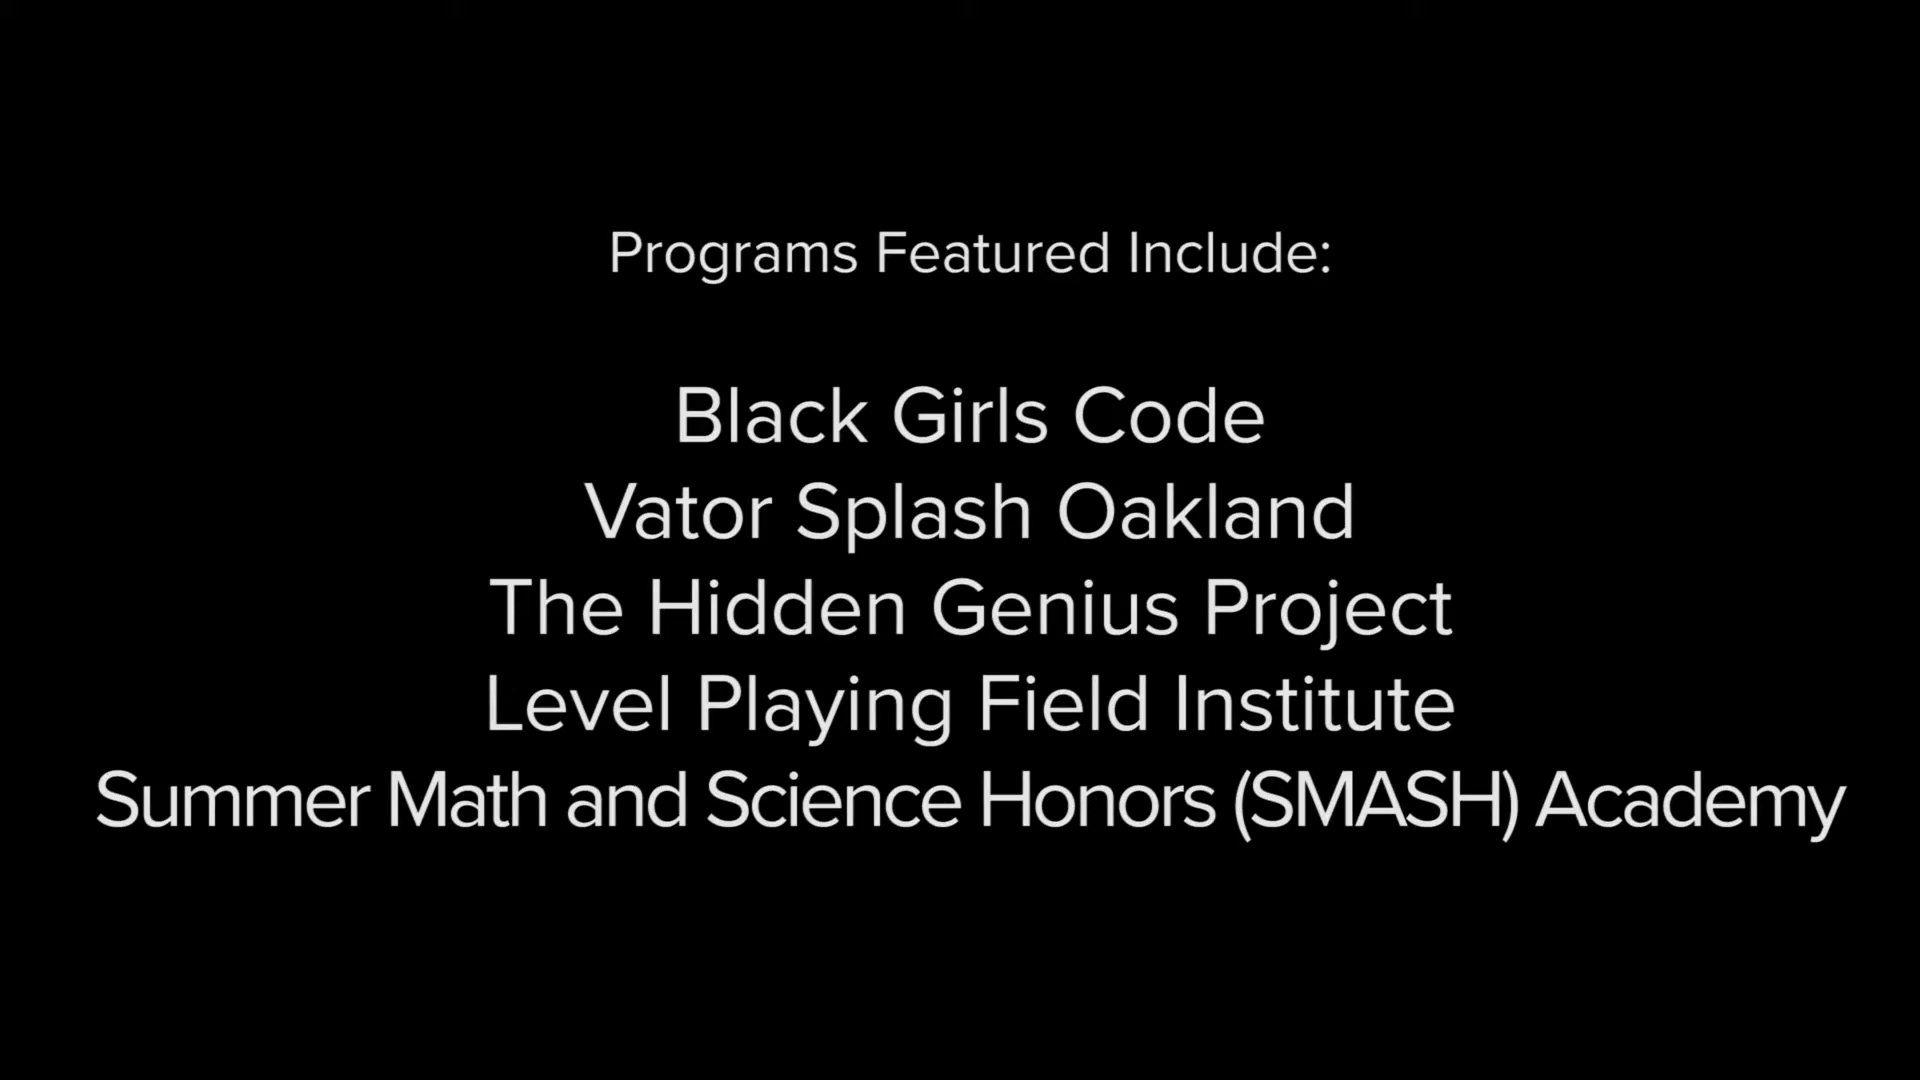 Programs Featured Include:
Black Girls Code
Vator Splash Oakland
The Hidden Genius Project
Level Playing Field Institute
Summer Math and Science Honors (SMASH) Academy